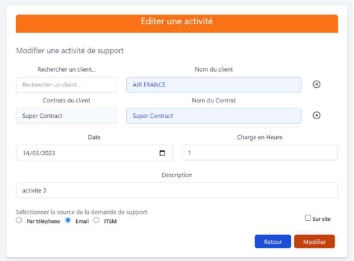 Editer une activité
Modifier une activité de support
Rechercher un client... Nom du client
Rechercher un client... AIR FRANCE
Contrats du client Nom du Contrat
Super Contract Super Contract
Date Charge en Heure
14/03/2023 1
Description
activite 3
Séléctionner la source de la demande de support
Par téléphone Email ITSM Sur site
Retour Modifier